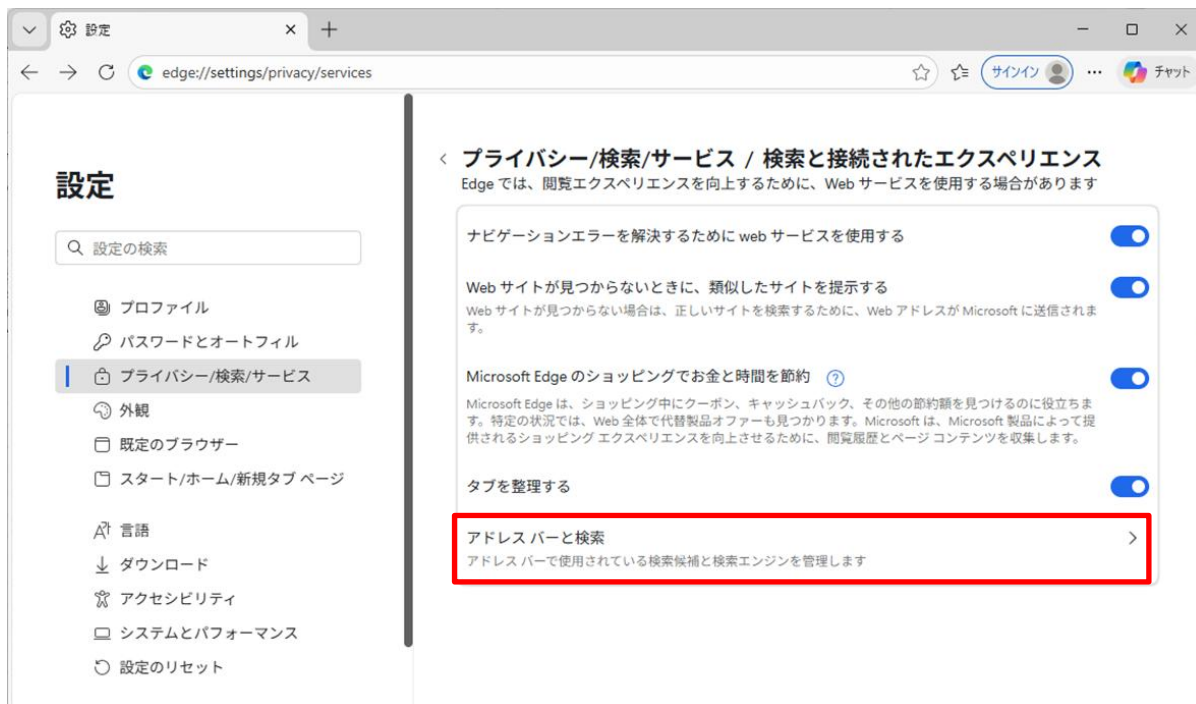 設定
edge://settings/privacy/services
サインイン
チャット
設定
設定の検索
プロファイル
パスワードとオートフィル
プライバシー/検索/サービス
外観
既定のブラウザー
スタート/ホーム/新規タブ ページ
言語
ダウンロード
アクセシビリティ
システムとパフォーマンス
設定のリセット
プライバシー/検索/サービス / 検索と接続されたエクスペリエンス
Edge では、閲覧エクスペリエンスを向上するために、Web サービスを使用する場合があります
ナビゲーションエラーを解決するために web サービスを使用する
Web サイトが見つからないときに、類似したサイトを提示する
Web サイトが見つからない場合は、正しいサイトを検索するために、Web アドレスが Microsoft に送信されま
す。
Microsoft Edge のショッピングでお金と時間を節約
Microsoft Edge は、ショッピング中にクーポン、キャッシュバック、その他の節約額を見つけるのに役立ちま
す。特定の状況では、Web 全体で代替製品オファーも見つかります。Microsoft は、Microsoft 製品によって提
供されるショッピング エクスペリエンスを向上させるために、閲覧履歴とページ コンテンツを収集します。
タブを整理する
アドレス バーと検索
アドレス バーで使用されている検索候補と検索エンジンを管理します